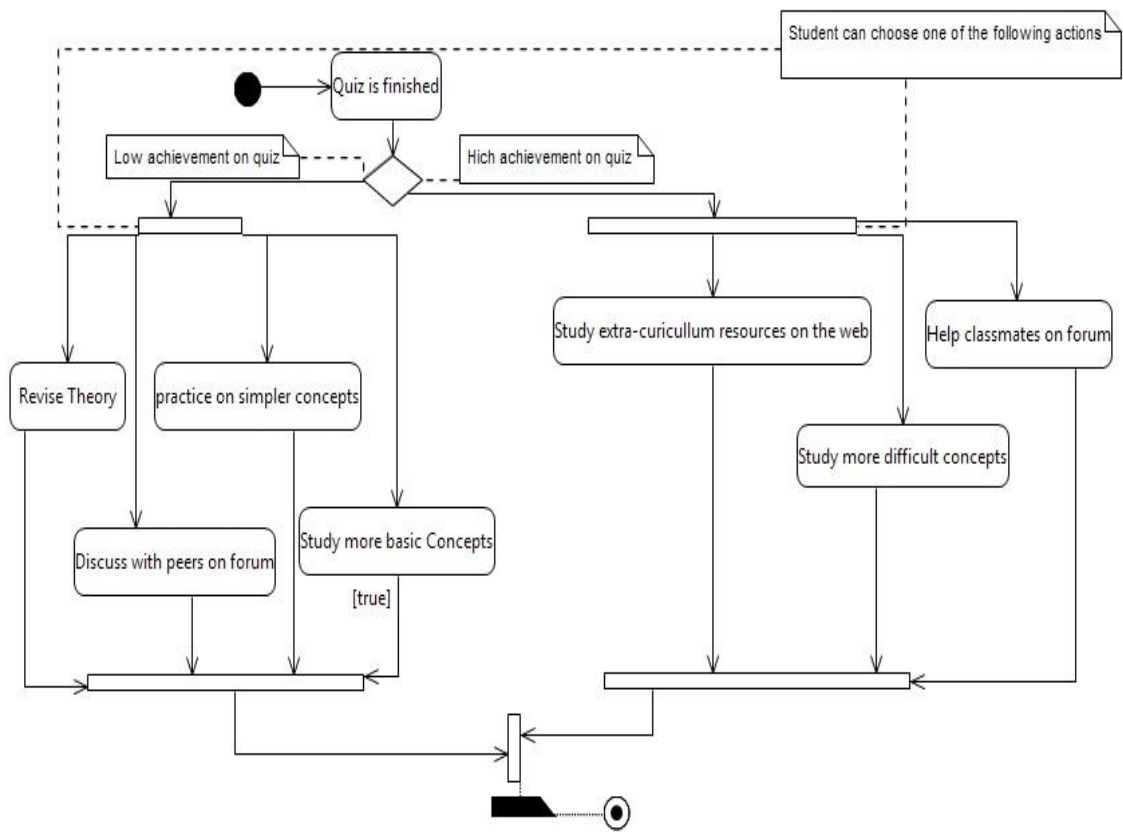 Student can choose one of the following actions
Quiz is finished
Low achievement on quiz
Hich achievement on quiz
Study extra-curicullum resources on the web
Help classmates on forum
Revise Theory
practice on simpler concepts
Study more difficult concepts
Study more basic Concepts
Discuss with peers on forum
[true]